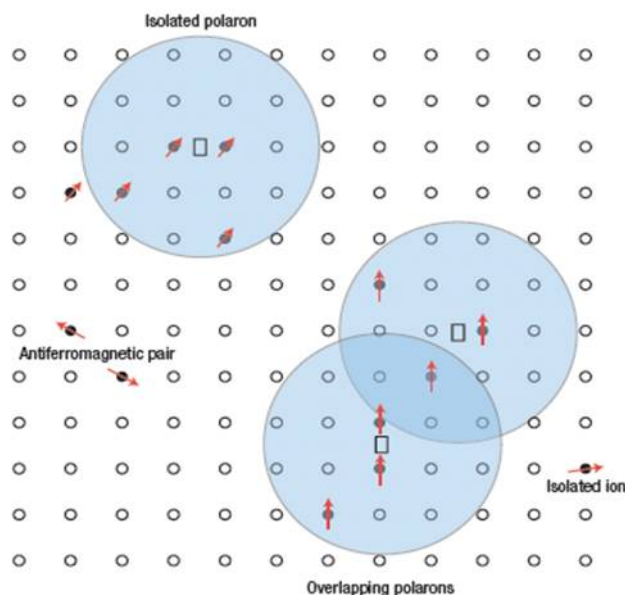 Isolated polaron
Antiferromagnetic pair
Isolated ion
Overlapping polarons